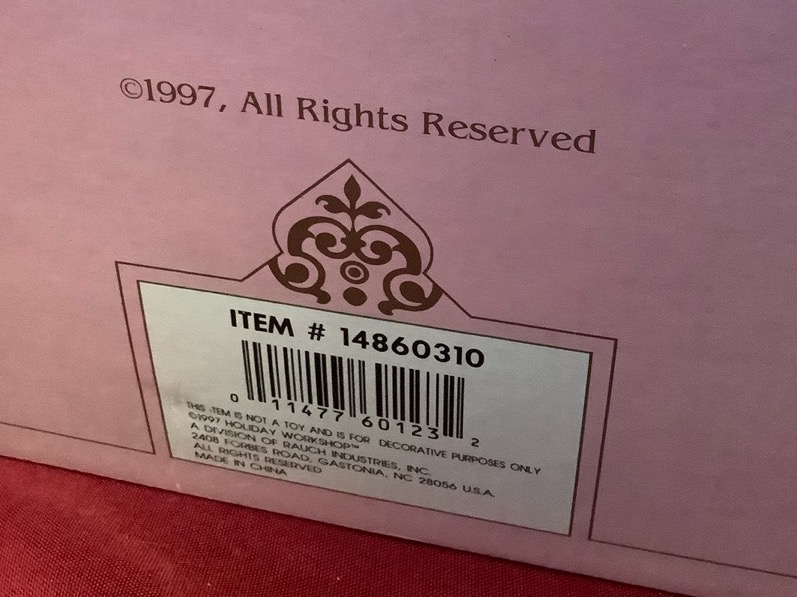 ©1997, All Rights Reserved
ITEM # 14860310
0 11477 60123 2
THIS ITEM IS NOT A TOY AND IS FOR DECORATIVE PURPOSES ONLY
©1997 HOLIDAY WORKSHOP™
A DIVISION OF RAUCH INDUSTRIES, INC.
2408 FORBES ROAD, GASTONIA, NC 28056 U.S.A.
ALL RIGHTS RESERVED
MADE IN CHINA